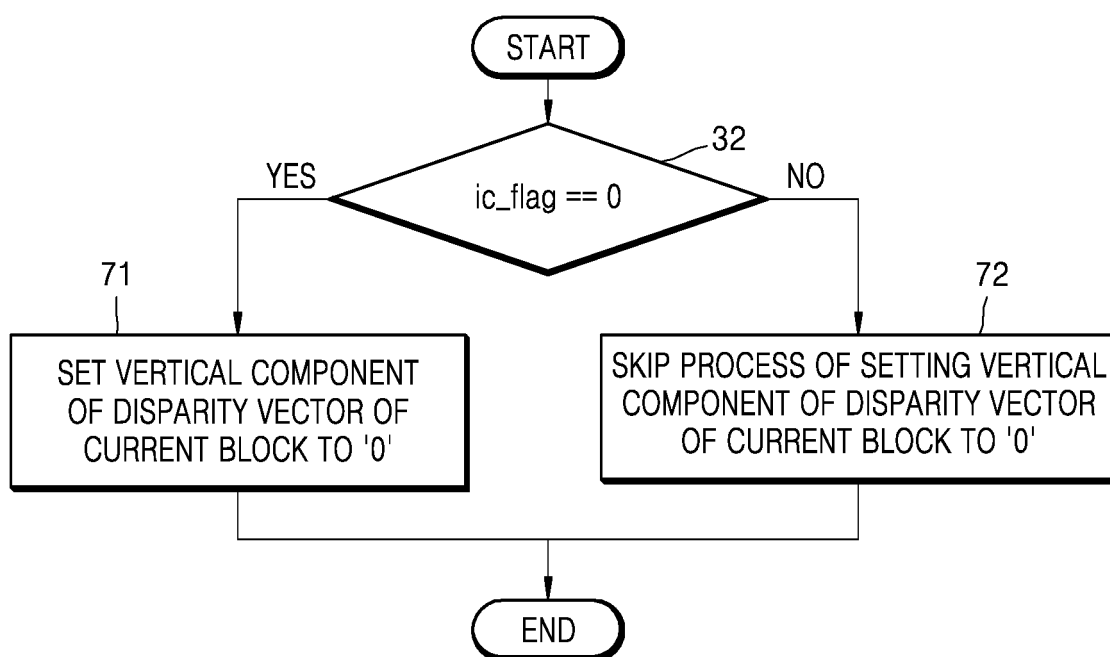 START
32
YES
ic_flag == 0
NO
71
72
SET VERTICAL COMPONENT
OF DISPARITY VECTOR OF
CURRENT BLOCK TO '0'
SKIP PROCESS OF SETTING VERTICAL
COMPONENT OF DISPARITY VECTOR
OF CURRENT BLOCK TO '0'
END